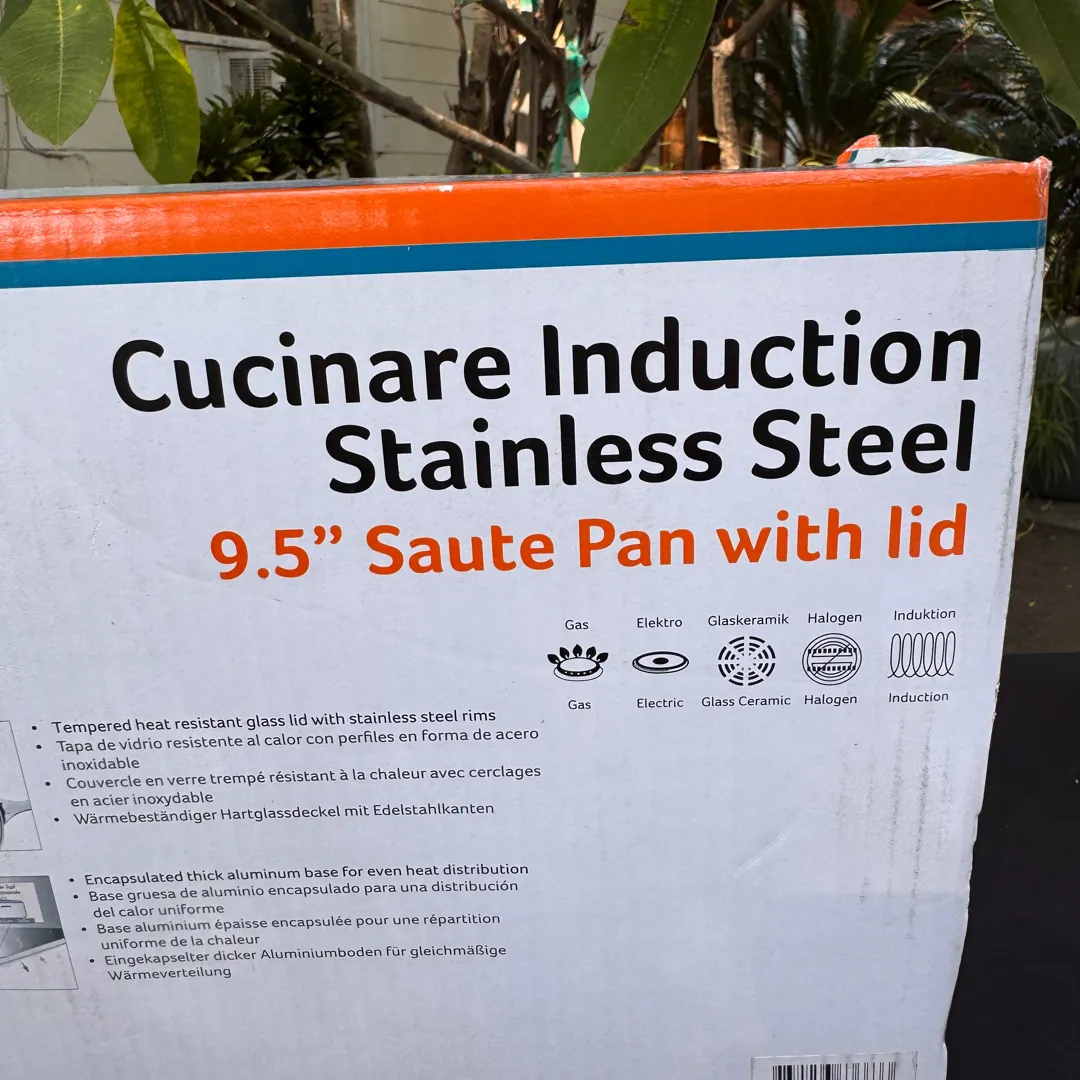 Cucinare Induction
Stainless Steel
9.5” Saute Pan with lid
Gas Elektro Glaskeramik Halogen Induktion
Gas Electric Glass Ceramic Halogen Induction
• Tempered heat resistant glass lid with stainless steel rims
• Tapa de vidrio resistente al calor con perfiles en forma de acero
inoxidable
• Couvercle en verre trempé résistant à la chaleur avec cerclages
en acier inoxydable
• Wärmebeständiger Hartglassdeckel mit Edelstahlkanten
• Encapsulated thick aluminum base for even heat distribution
• Base gruesa de aluminio encapsulado para una distribución
del calor uniforme
• Base aluminium épaisse encapsulée pour une répartition
uniforme de la chaleur
• Eingekapselter dicker Aluminiumboden für gleichmäßige
Wärmeverteilung